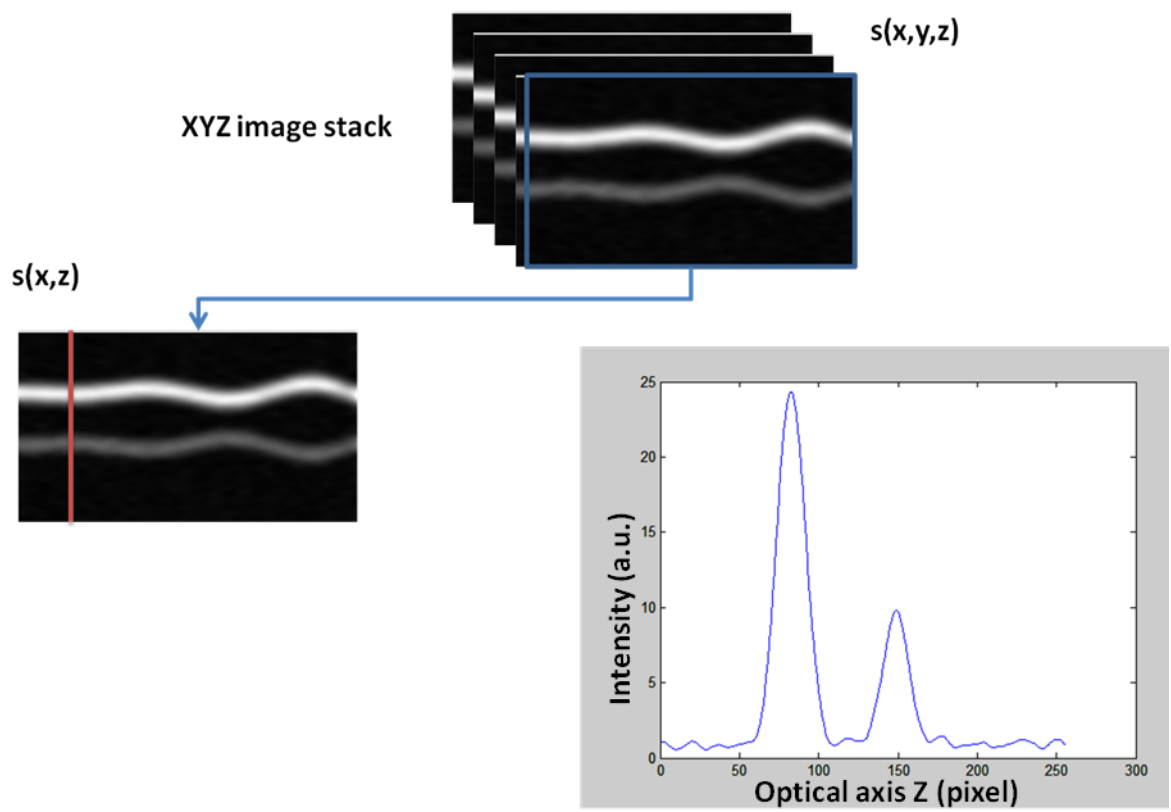 s(x,y,z)
XYZ image stack
s(x,z)
25
20
15
10
5
0
Intensity (a.u.)
0 50 100 150 200 250 300
Optical axis Z (pixel)